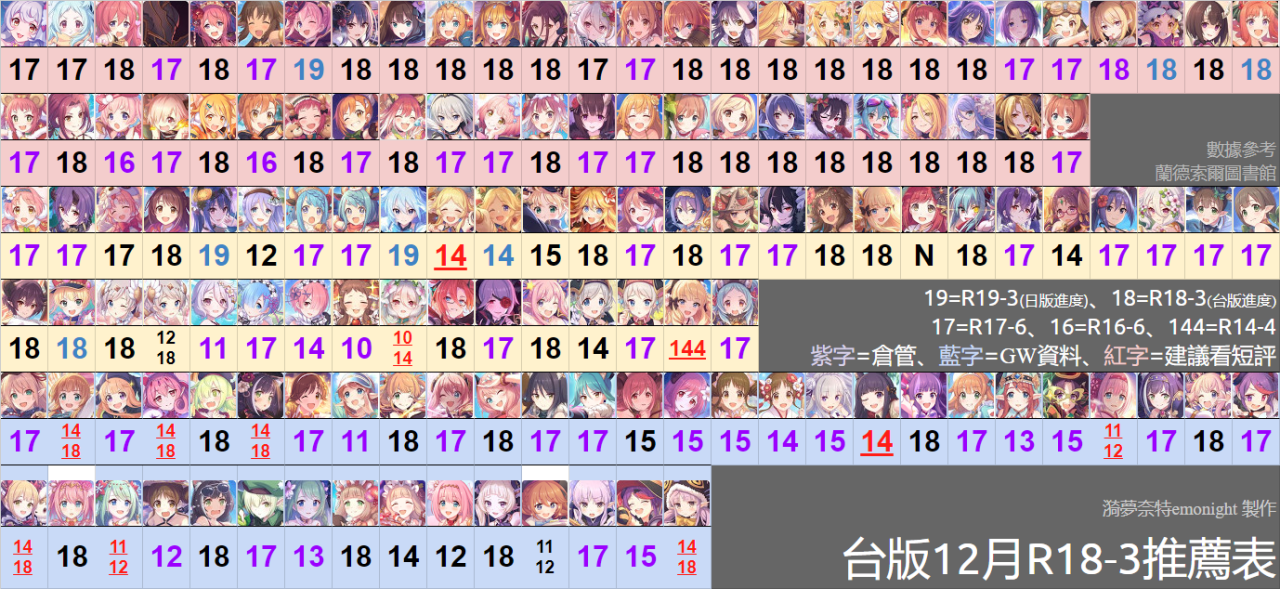 17 17 18 17 18 17 19 18 18 18 18 18 17 17 18 18 18 18 18 18 18 17 17 18 18 18 18
17 18 16 17 18 16 18 17 18 17 17 18 17 17 18 18 18 18 18 18 18 18 17
數據參考
蘭德索爾圖書館
17 17 17 18 19 12 17 17 19 14 14 15 18 17 18 17 17 18 18 N 18 17 14 17 17 17 17
18 18 18 12 18 11 17 14 10 10 14 18 17 18 14 17 144 17
19=R19-3(日版進度)、18=R18-3(台版進度)
17=R17-6、16=R16-6、144=R14-4
紫字=倉管、藍字=GW資料、紅字=建議看短評
17 14 18 17 14 18 18 14 18 17 11 18 17 18 17 17 15 15 15 14 15 14 18 17 13 15 11 12 17 18 17
14 18 18 11 12 12 18 17 13 18 14 12 18 11 12 17 15 14 18
漪夢奈特emonight 製作
台版12月R18-3推薦表